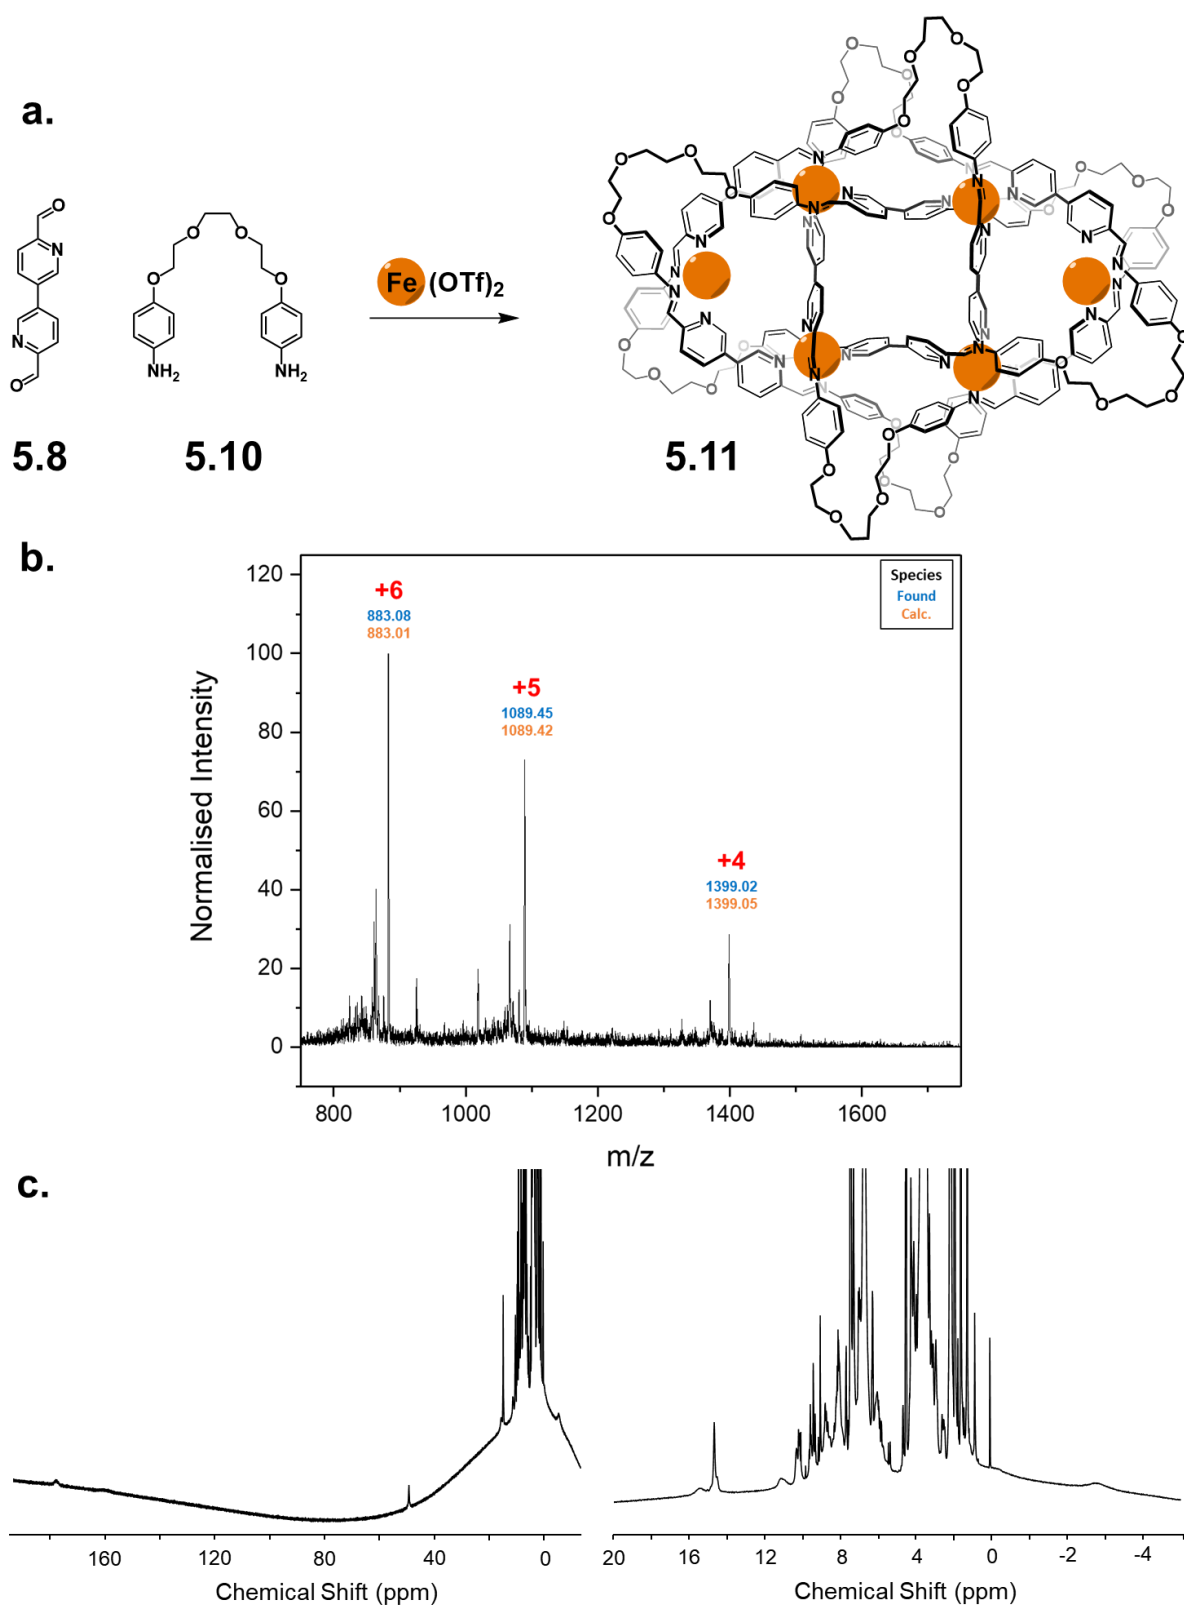 a.
O
N
N
O
5.8
O
O
O
O
NH₂
NH₂
5.10
Fe (OTf)₂
5.11
b.
Normalised Intensity
120
100
80
60
40
20
0
+6
883.08
883.01
+5
1089.45
1089.42
+4
1399.02
1399.05
Species
Found
Calc.
800 1000 1200 1400 1600
m/z
c.
160 120 80 40 0
Chemical Shift (ppm)
20 16 12 8 4 0 -2 -4
Chemical Shift (ppm)